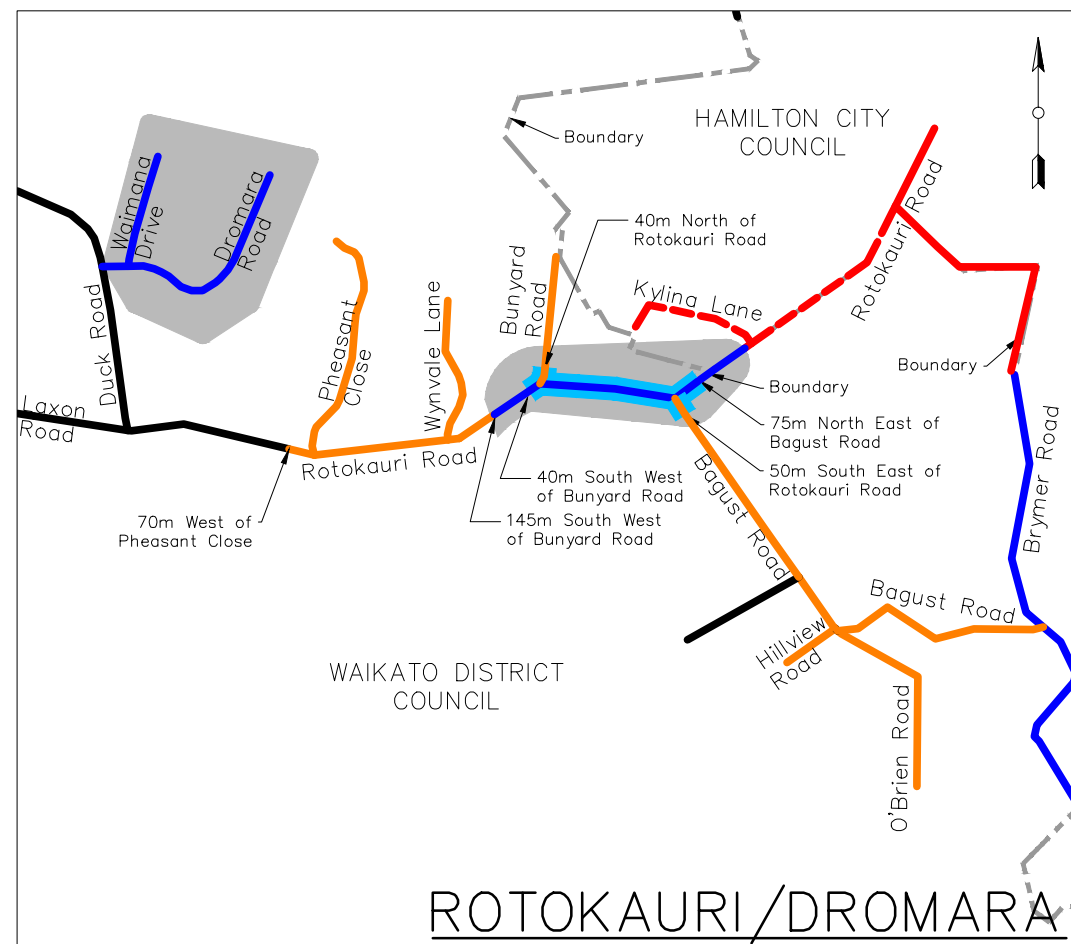 HAMILTON CITY
COUNCIL
Boundary
Waimana
Drive
Dromara
Road
40m North of
Rotokauri Road
Rotokauri Road
Bunyard
Road
Kylina Lane
Pheasant
Close
Wynvale Lane
Duck Road
Boundary
Boundary
Laxon
Road
75m North East of
Bagust Road
Rotokauri Road
50m South East of
Rotokauri Road
40m South West
of Bunyard Road
145m South West
of Bunyard Road
70m West of
Pheasant Close
Bagust Road
Brymer Road
Bagust Road
Hillview
Road
WAIKATO DISTRICT
COUNCIL
O'Brien Road
ROTOKAURI/DROMARA